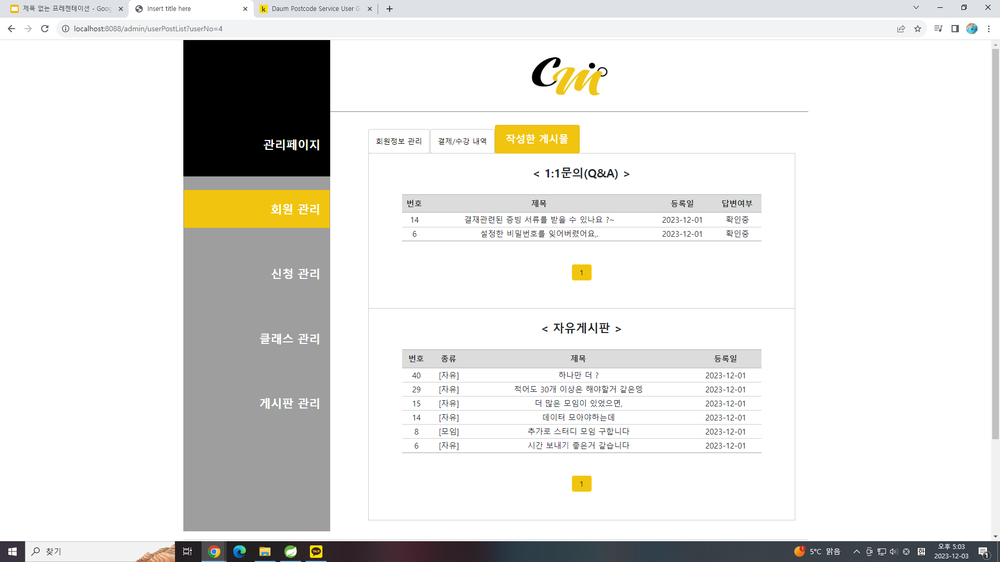 제목 없는 프레젠테이션 - Goog
Insert title here
Daum Postcode Service User G
localhost:8088/admin/userPostList?userNo=4
cm
관리페이지
회원 관리
신청 관리
클래스 관리
게시판 관리
회원정보 관리 결제/수강 내역 작성한 게시물
< 1:1문의(Q&A) >
번호 제목 등록일 답변여부
14 결재관련된 증빙 서류를 받을 수 있나요 ?~ 2023-12-01 확인중
6 설정한 비밀번호를 잊어버렸어요,. 2023-12-01 확인중
1
< 자유게시판 >
번호 종류 제목 등록일
40 [자유] 하나만 더 ? 2023-12-01
29 [자유] 적어도 30개 이상은 해야할거 같은뎅 2023-12-01
15 [자유] 더 많은 모임이 있었으면, 2023-12-01
14 [자유] 데이터 모아야하는데 2023-12-01
8 [모임] 추가로 스터디 모임 구합니다 2023-12-01
6 [자유] 시간 보내기 좋은거 같습니다 2023-12-01
1
찾기
TALK
1
5°C 맑음
한
오후 5:03
2023-12-03
1